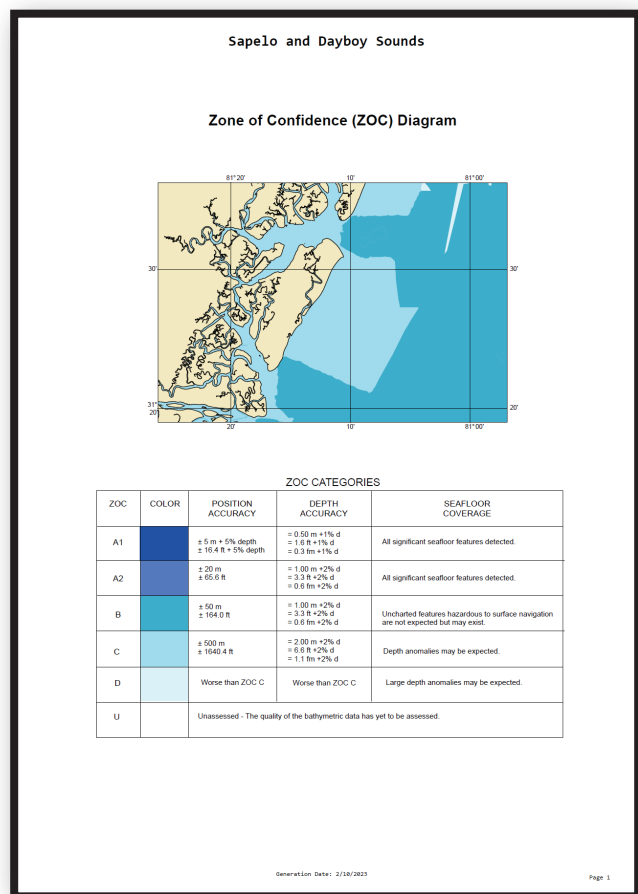 Sapelo and Dayboy Sounds
Zone of Confidence (ZOC) Diagram
81°20' 10' 81°00'
30' 30'
31°
20' 20'
20' 10' 81°00'
ZOC CATEGORIES
ZOC COLOR POSITION ACCURACY DEPTH ACCURACY SEAFLOOR COVERAGE
A1
± 5 m + 5% depth
± 16.4 ft + 5% depth
= 0.50 m +1% d
= 1.6 ft +1% d
= 0.3 fm +1% d
All significant seafloor features detected.
A2
± 20 m
± 65.6 ft
= 1.00 m +2% d
= 3.3 ft +2% d
= 0.6 fm +2% d
All significant seafloor features detected.
B
± 50 m
± 164.0 ft
= 1.00 m +2% d
= 3.3 ft +2% d
= 0.6 fm +2% d
Uncharted features hazardous to surface navigation
are not expected but may exist.
C
± 500 m
± 1640.4 ft
= 2.00 m +2% d
= 6.6 ft +2% d
= 1.1 fm +2% d
Depth anomalies may be expected.
D
Worse than ZOC C
Worse than ZOC C
Large depth anomalies may be expected.
U
Unassessed - The quality of the bathymetric data has yet to be assessed.
Generation Date: 2/10/2023
Page 1